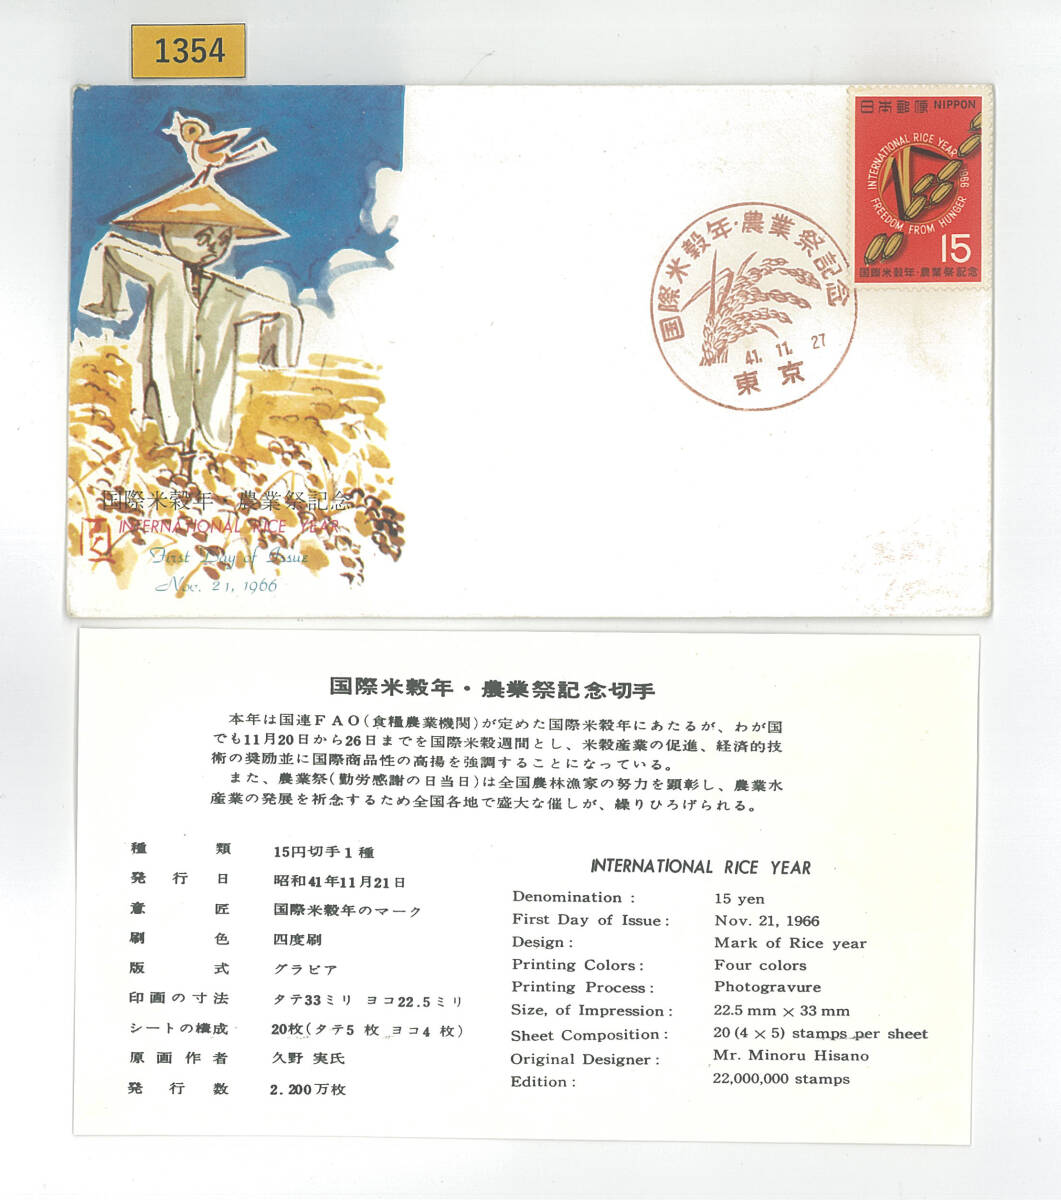 1354
日本郵便 NIPPON
INTERNATIONAL RICE YEAR 1966
FREEDOM FROM HUNGER
15
国際米穀年・農業祭記念
国際米穀年・農業祭記念
41. 11. 27
東京
国際米穀年・農業祭記念
INTERNATIONAL RICE YEAR
First Day of Issue
Nov. 21, 1966
国際米穀年・農業祭記念切手
本年は国連FAO(食糧農業機関)が定めた国際米穀年にあたるが、わが国
でも11月20日から26日までを国際米穀週間とし、米穀産業の促進、経済的技
術の奨励並に国際商品性の高揚を強調することになっている。
また、農業祭(勤労感謝の日当日)は全国農林漁家の努力を顕彰し、農業水
産業の発展を祈念するため全国各地で盛大な催しが、繰りひろげられる。
種類 15円切手1種
発行日 昭和41年11月21日
意匠 国際米穀年のマーク
刷色 四度刷
版式 グラビア
印画の寸法 タテ33ミリ ヨコ22.5ミリ
シートの構成 20枚(タテ5枚 ヨコ4枚)
原画作者 久野 実氏
発行数 2.200万枚
INTERNATIONAL RICE YEAR
Denomination : 15 yen
First Day of Issue : Nov. 21, 1966
Design : Mark of Rice year
Printing Colors : Four colors
Printing Process : Photogravure
Size, of Impression : 22.5 mm × 33 mm
Sheet Composition : 20 (4 × 5) stamps per sheet
Original Designer : Mr. Minoru Hisano
Edition : 22,000,000 stamps